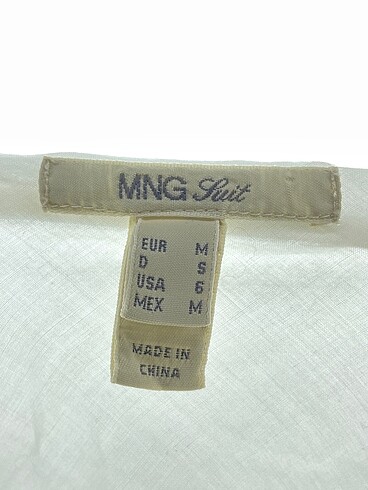 MNG Suit
EUR M
D S
USA 6
MEX M
MADE IN
CHINA